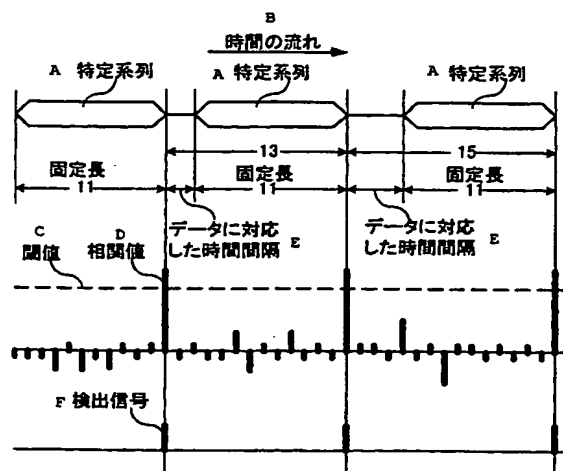 B
時間の流れ
A 特定系列
A 特定系列
A 特定系列
13
15
固定長
固定長
固定長
11
11
11
データに対応
した時間間隔 E
データに対応
した時間間隔 E
C
閾値
D
相関値
F 検出信号